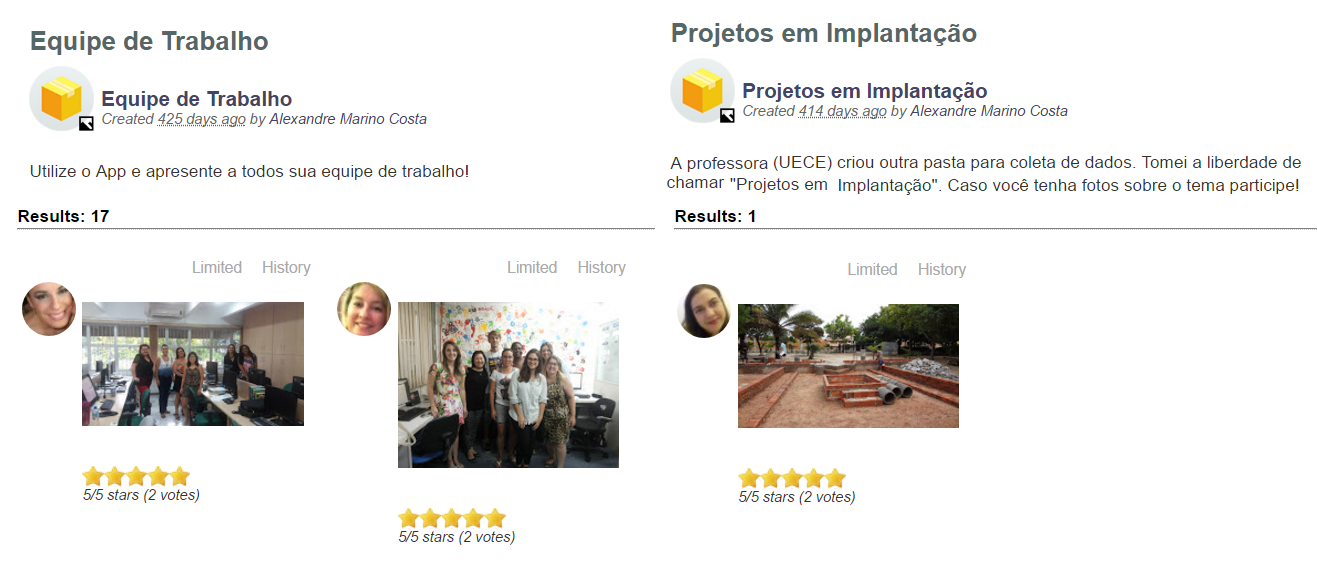 Equipe de Trabalho
Equipe de Trabalho
Created 425 days ago by Alexandre Marino Costa
Utilize o App e apresente a todos sua equipe de trabalho!
Results: 17
Limited History
5/5 stars (2 votes)
Limited History
5/5 stars (2 votes)
Projetos em Implantação
Projetos em Implantação
Created 414 days ago by Alexandre Marino Costa
A professora (UECE) criou outra pasta para coleta de dados. Tomei a liberdade de
chamar "Projetos em Implantação". Caso você tenha fotos sobre o tema participe!
Results: 1
Limited History
5/5 stars (2 votes)